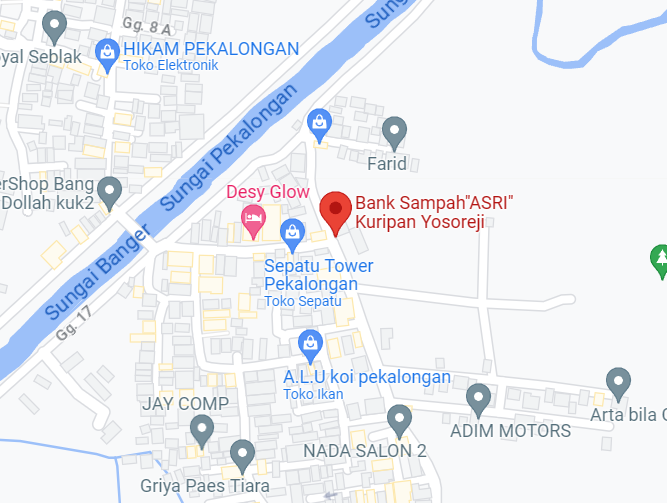 Gg. 8 A
HIKAM PEKALONGAN
Toko Elektronik
yal Seblak
Sungai
Sungai Pekalongan
Farid
erShop Bang
Dollah kuk2
Desy Glow
Bank Sampah"ASRI"
Kuripan Yosoreji
Sungai Banger
Sepatu Tower
Pekalongan
Toko Sepatu
Gg. 17
A.L.U koi pekalongan
Toko Ikan
JAY COMP
Arta bila C
ADIM MOTORS
NADA SALON 2
Griya Paes Tiara